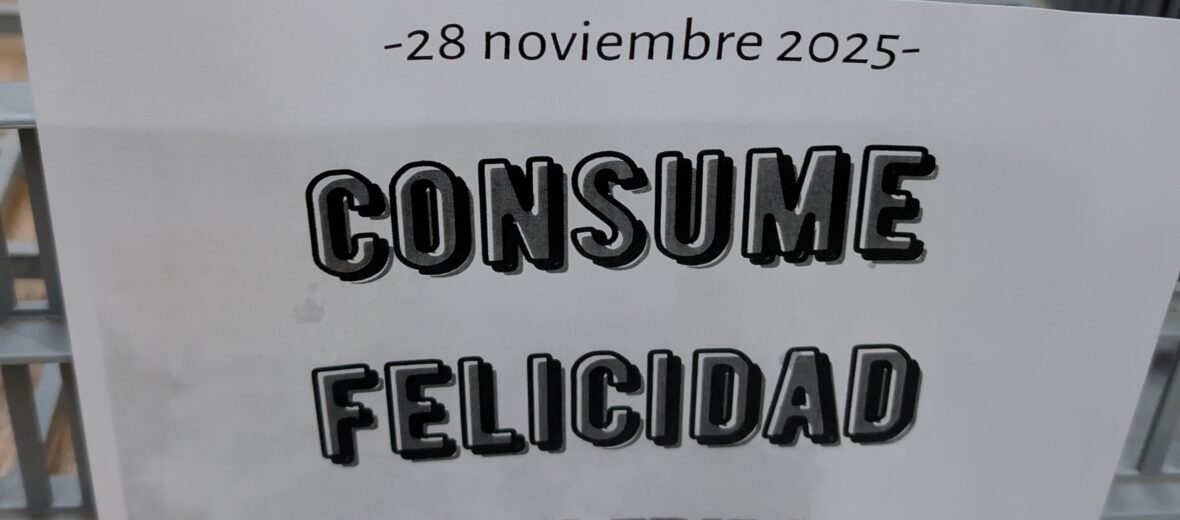 -28 noviembre 2025-
CONSUME
FELICIDAD